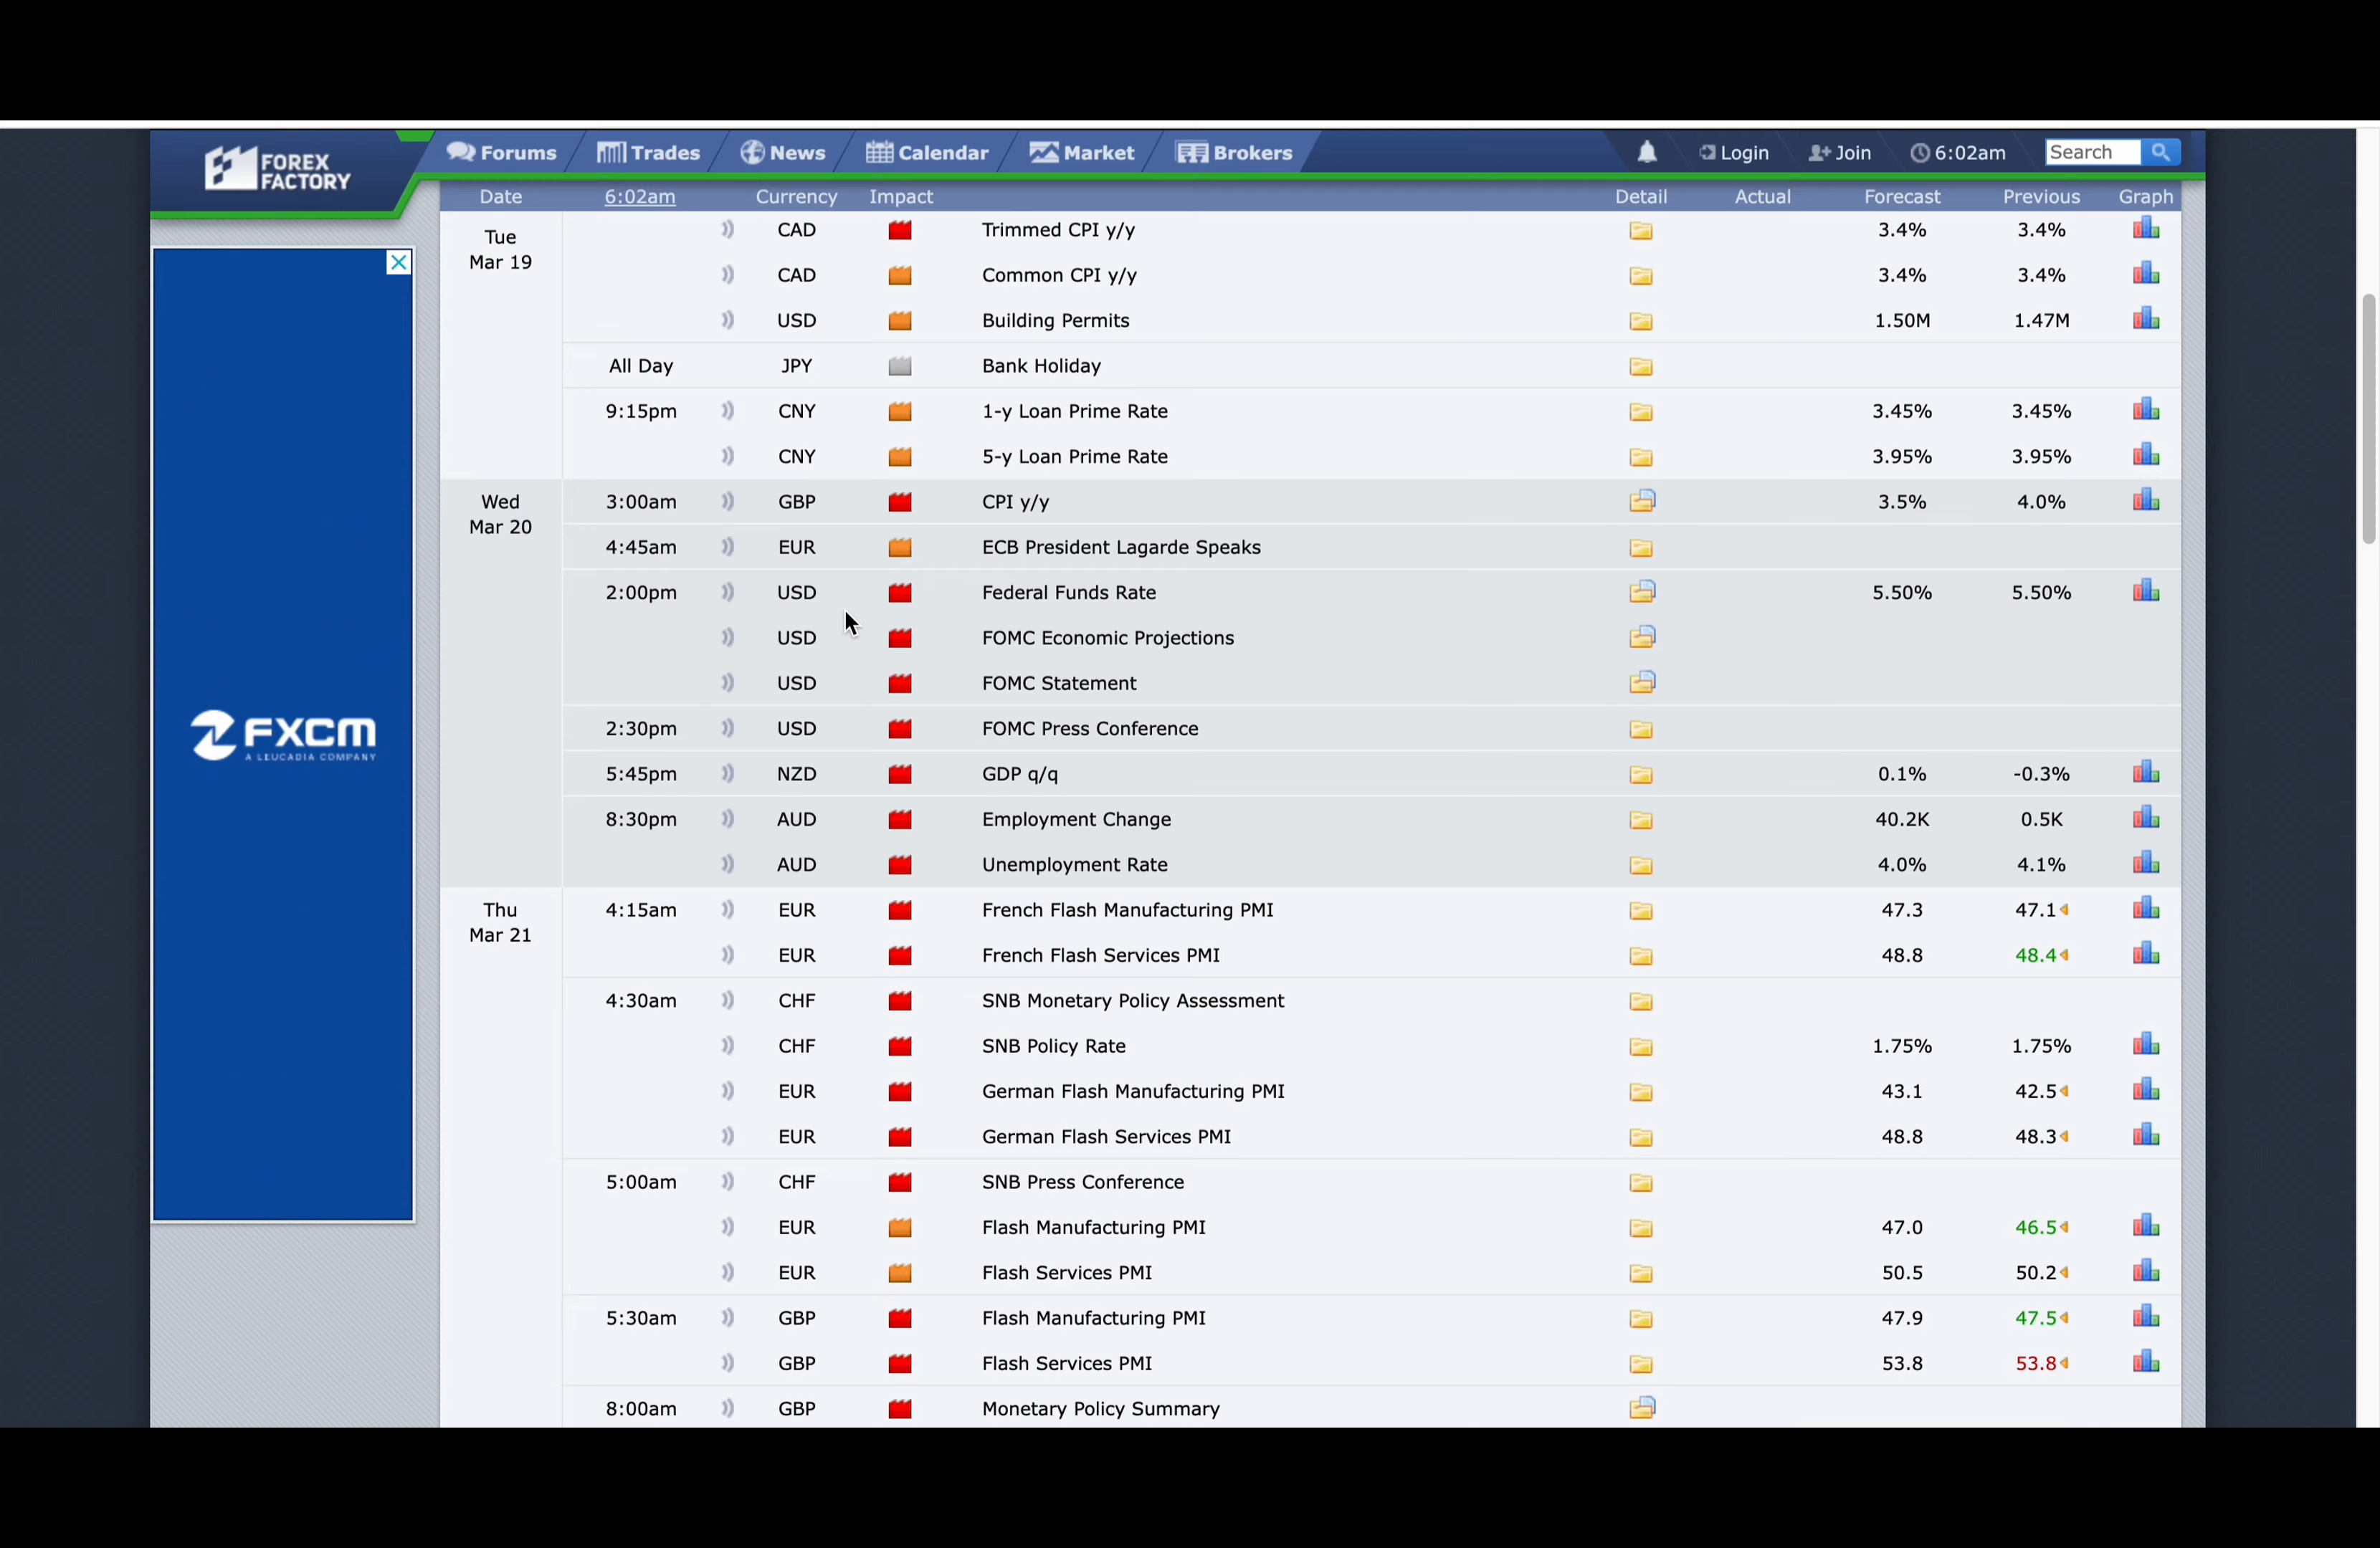 FOREX
FACTORY
Forums Trades News Calendar Market Brokers Login Join 6:02am Search
Date 6:02am Currency Impact Detail Actual Forecast Previous Graph
Tue
Mar 19
CAD Trimmed CPI y/y 3.4% 3.4%
CAD Common CPI y/y 3.4% 3.4%
USD Building Permits 1.50M 1.47M
All Day JPY Bank Holiday
9:15pm CNY 1-y Loan Prime Rate 3.45% 3.45%
CNY 5-y Loan Prime Rate 3.95% 3.95%
Wed
Mar 20
3:00am GBP CPI y/y 3.5% 4.0%
4:45am EUR ECB President Lagarde Speaks
2:00pm USD Federal Funds Rate 5.50% 5.50%
USD FOMC Economic Projections
USD FOMC Statement
2:30pm USD FOMC Press Conference
5:45pm NZD GDP q/q 0.1% -0.3%
8:30pm AUD Employment Change 40.2K 0.5K
AUD Unemployment Rate 4.0% 4.1%
Thu
Mar 21
4:15am EUR French Flash Manufacturing PMI 47.3 47.1
EUR French Flash Services PMI 48.8 48.4
4:30am CHF SNB Monetary Policy Assessment
CHF SNB Policy Rate 1.75% 1.75%
EUR German Flash Manufacturing PMI 43.1 42.5
EUR German Flash Services PMI 48.8 48.3
5:00am CHF SNB Press Conference
EUR Flash Manufacturing PMI 47.0 46.5
EUR Flash Services PMI 50.5 50.2
5:30am GBP Flash Manufacturing PMI 47.9 47.5
GBP Flash Services PMI 53.8 53.8
8:00am GBP Monetary Policy Summary
FXCM
A LEUCADIA COMPANY